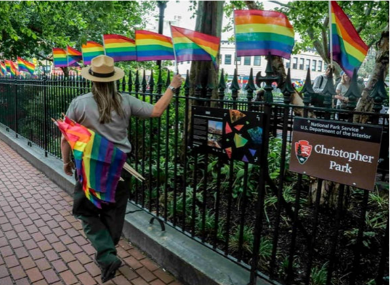 National Park Service
U.S. Department of the Interior
Christopher
Park